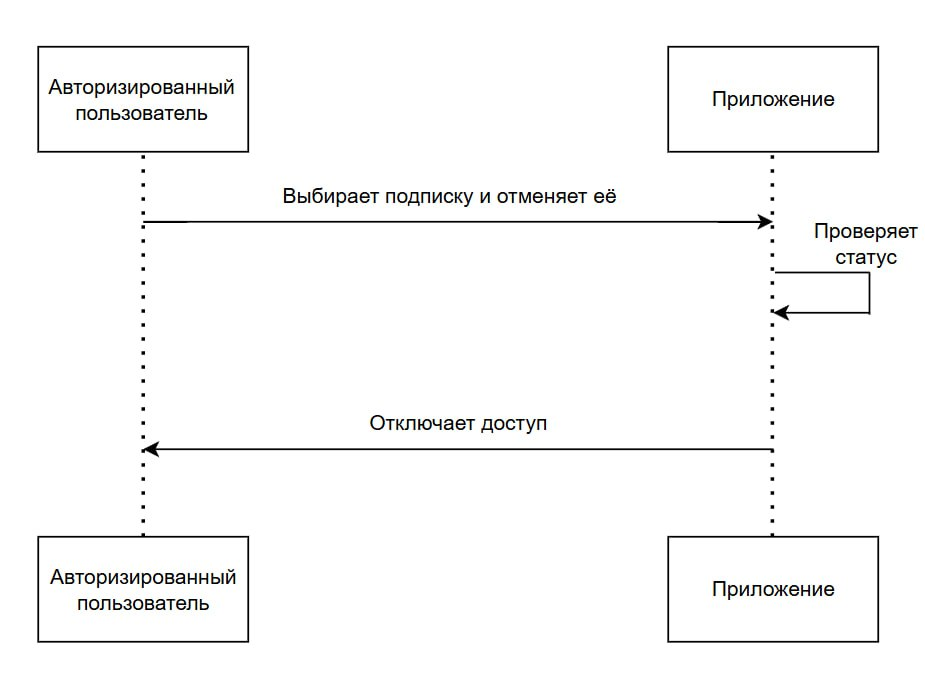 Авторизированный
пользователь
Приложение
Выбирает подписку и отменяет её
Проверяет
статус
Отключает доступ
Авторизированный
пользователь
Приложение